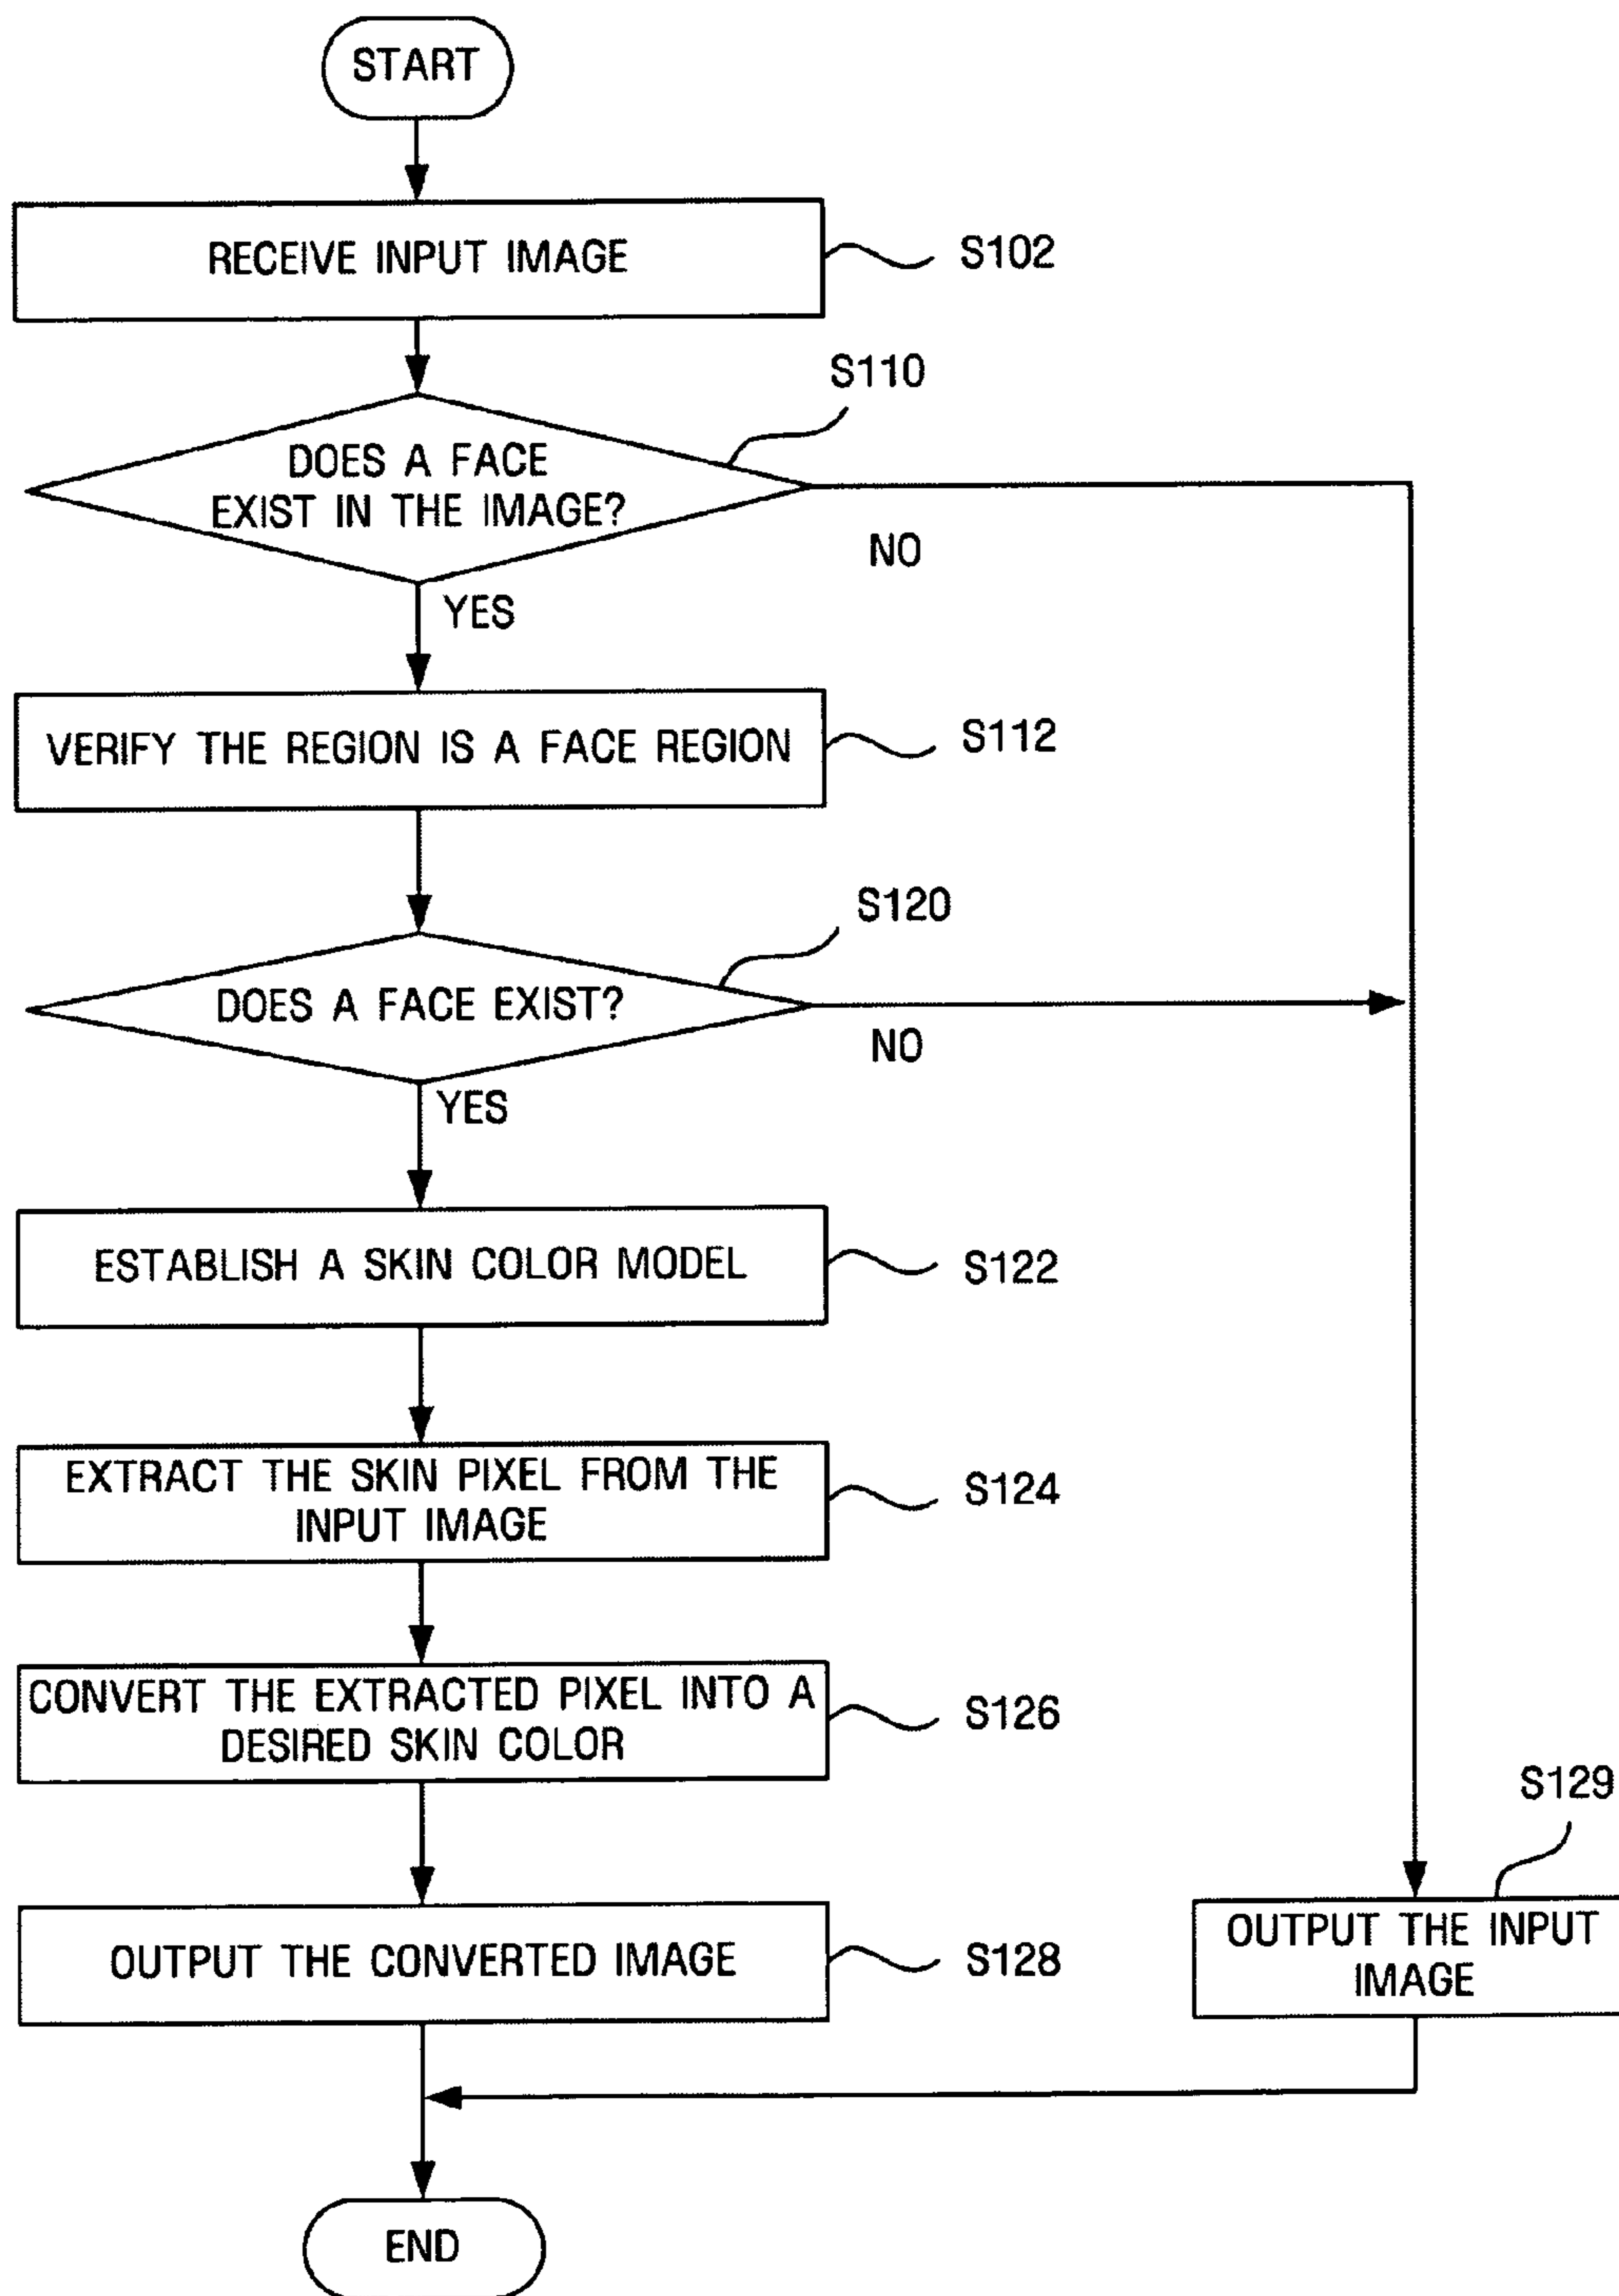 START
RECEIVE INPUT IMAGE
S102
S110
DOES A FACE
EXIST IN THE IMAGE?
NO
YES
VERIFY THE REGION IS A FACE REGION
S112
S120
DOES A FACE EXIST?
NO
YES
ESTABLISH A SKIN COLOR MODEL
S122
EXTRACT THE SKIN PIXEL FROM THE
INPUT IMAGE
S124
CONVERT THE EXTRACTED PIXEL INTO A
DESIRED SKIN COLOR
S126
S129
OUTPUT THE CONVERTED IMAGE
S128
OUTPUT THE INPUT
IMAGE
END